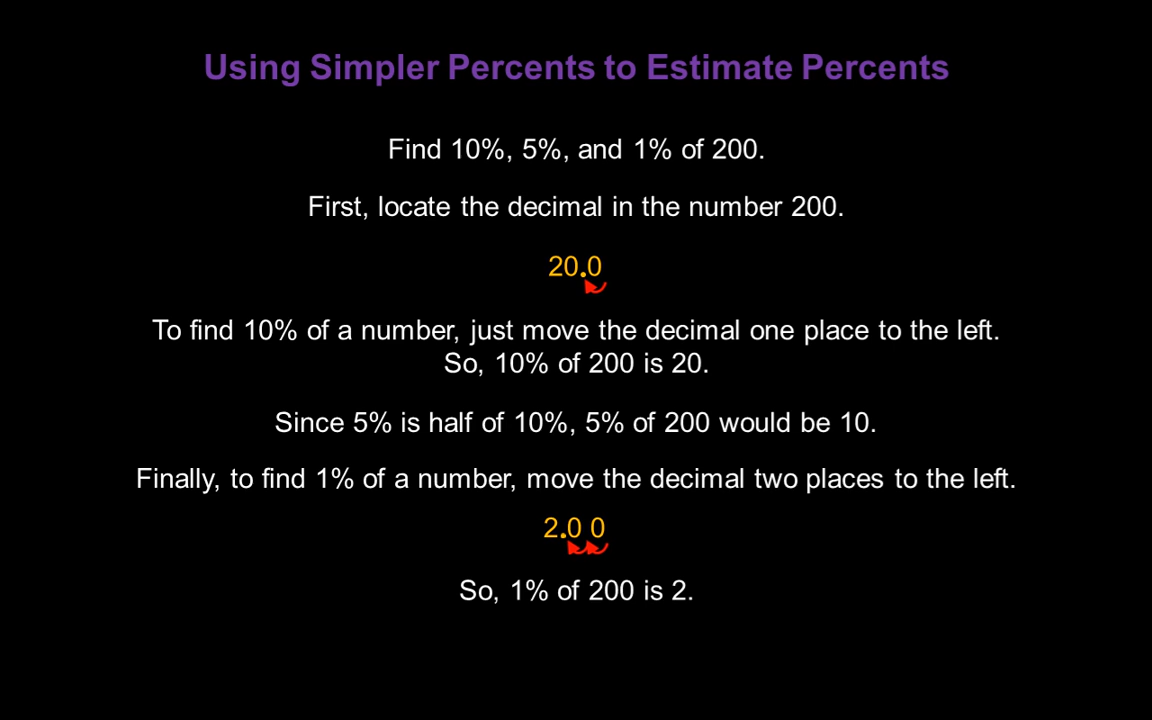 Using Simpler Percents to Estimate Percents
Find 10%, 5%, and 1% of 200.
First, locate the decimal in the number 200.
20.0
To find 10% of a number, just move the decimal one place to the left.
So, 10% of 200 is 20.
Since 5% is half of 10%, 5% of 200 would be 10.
Finally, to find 1% of a number, move the decimal two places to the left.
2.0 0
So, 1% of 200 is 2.